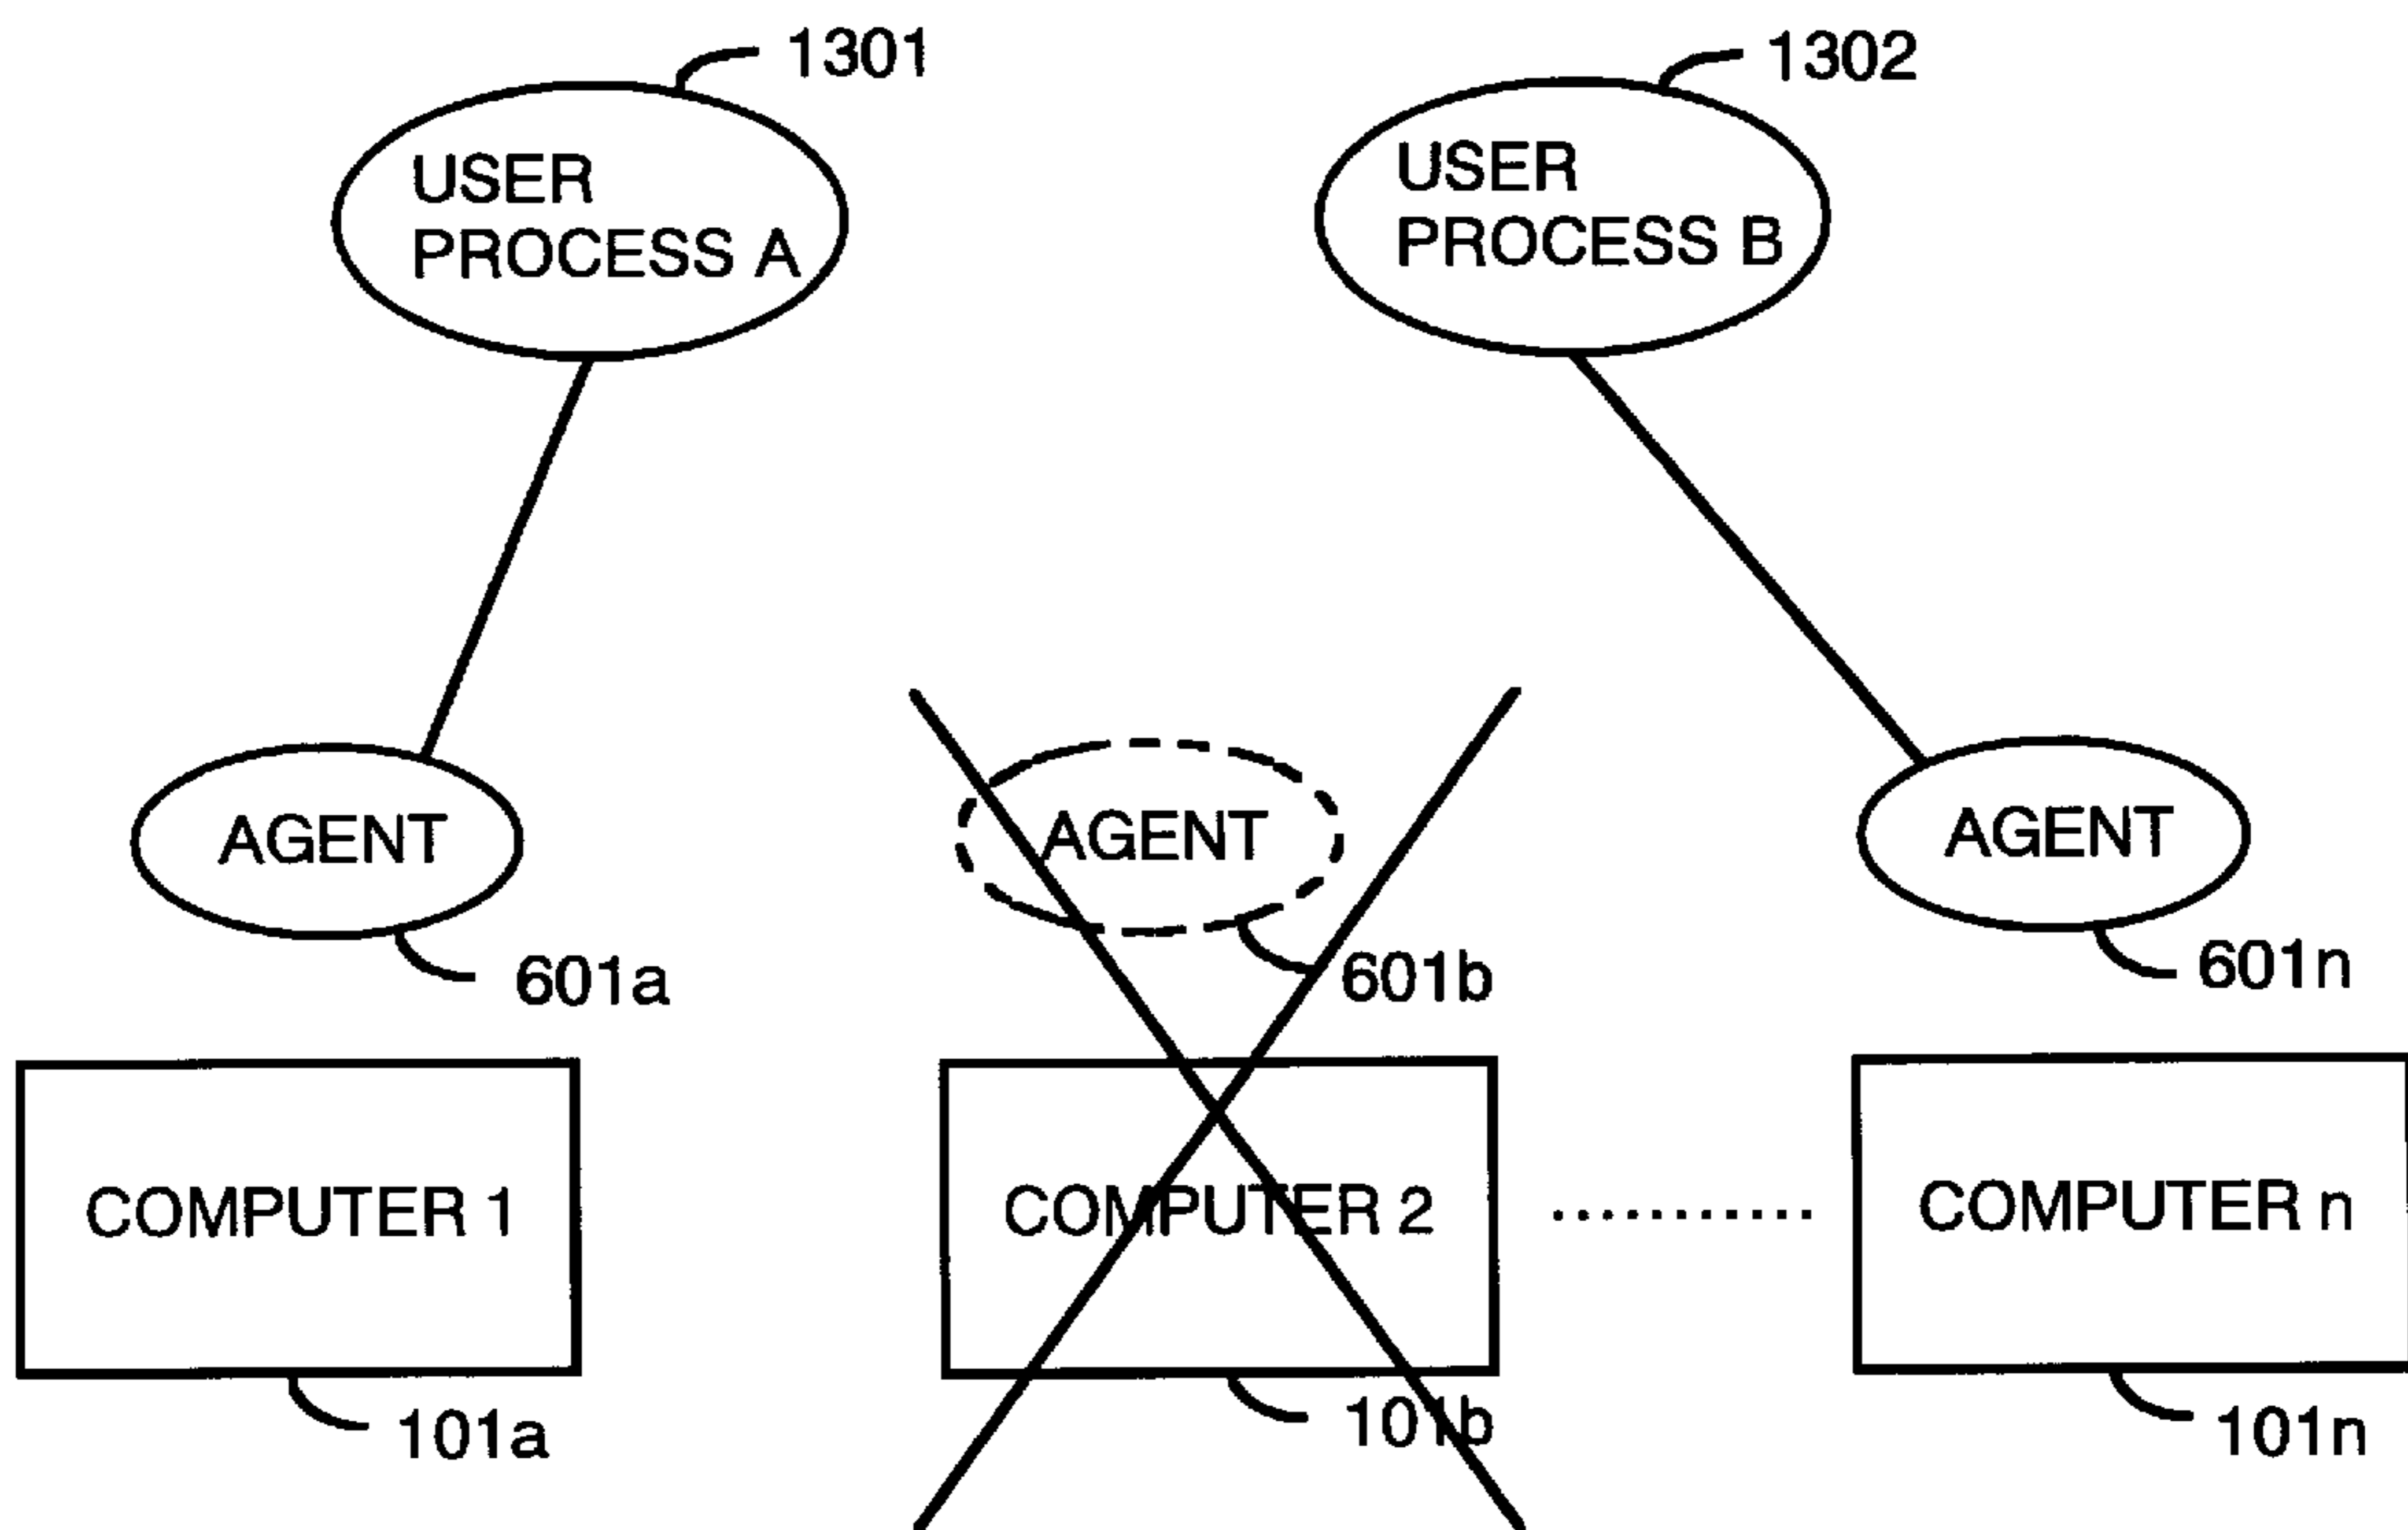 1301
1302
USER
PROCESS A
USER
PROCESS B
AGENT
AGENT
AGENT
601a
601b
601n
COMPUTER 1
COMPUTER 2
COMPUTER n
101a
101b
101n